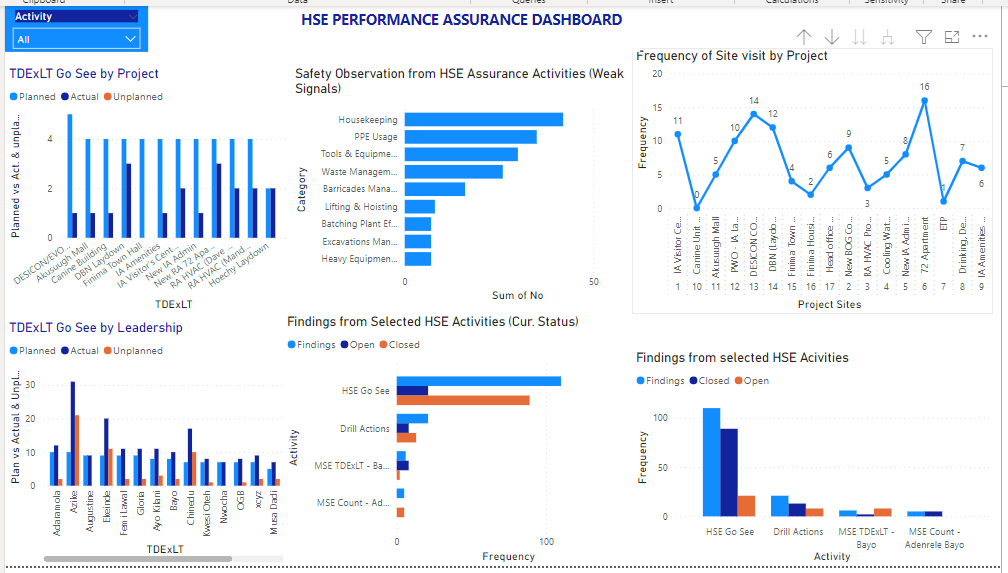 Clipboard Data Queries Insert Calculations Sensitivity Share
Activity
All
HSE PERFORMANCE ASSURANCE DASHBOARD
TDExLT Go See by Project
Planned Actual Unplanned
Planned vs Act. & unpla...
4
2
0
DESICON/EVO...
Akusuugh Mall
Canine Building
DBN Laydown
Finima Town Hall
IA Amenities
IA Visitor's Cent...
New IA Admin
New RA 72 Apa...
RA HVAC (Dave ...
RA HVAC (Mand...
Hoechy Laydown
TDExLT
Safety Observation from HSE Assurance Activities (Weak
Signals)
Category
Housekeeping
PPE Usage
Tools & Equipme...
Waste Managem...
Barricades Mana...
Lifting & Hoisting
Batching Plant Ef...
Excavations Man...
Heavy Equipmen...
0 50
Sum of No
Frequency of Site visit by Project
Frequency
20
15
10
5
0
11 0 5 10 14 12 4 2 6 9 3 5 8 16 1 7 6
IA Visitor Ce...
Canine Unit ...
Akusuugh Mall
PWO - IA La...
DESICON CO...
DBN (Laydo...
Finima Town ...
Finima Housi...
Head office ...
New BOG Co...
RA HVAC Pro...
Cooling Wat...
New IA Admi...
72 Apartment
EFP
Drinking, De...
IA Amenities ...
1 10 11 12 13 14 15 16 17 2 3 4 5 6 7 8 9
Project Sites
TDExLT Go See by Leadership
Planned Actual Unplanned
Plan vs Actual & Unpl...
30
20
10
0
Adaramola
Azike
Augustine
Ekeinde
Femi Lawal
Gloria
Ayo Kilani
Bayo
Chinedu
Kwesi Oteh
Nwocha
OGB
xcyz
Musa Dadi
TDExLT
Findings from Selected HSE Activities (Cur. Status)
Findings Open Closed
Activity
HSE Go See
Drill Actions
MSE TDExLT - Ba...
MSE Count - Ad...
0 100
Frequency
Findings from selected HSE Acivities
Findings Closed Open
Frequency
100
50
0
HSE Go See Drill Actions MSE TDExLT - MSE Count -
Bayo Adenrele Bayo
Activity